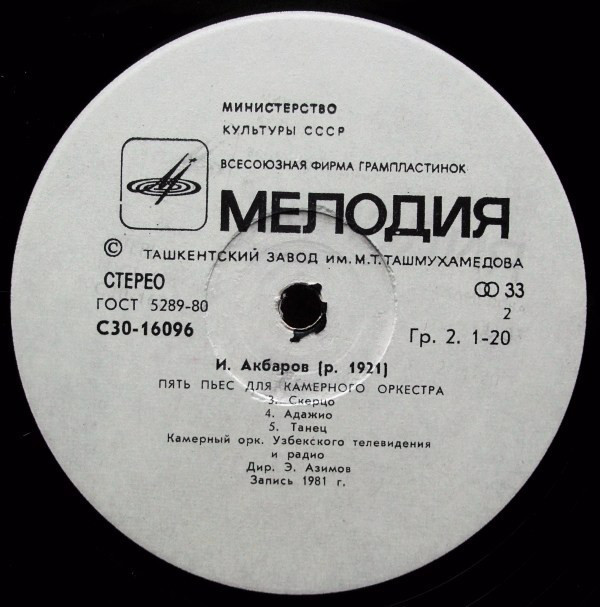 МИНИСТЕРСТВО
КУЛЬТУРЫ СССР
ВСЕСОЮЗНАЯ ФИРМА ГРАМПЛАСТИНОК
МЕЛОДИЯ
© ТАШКЕНТСКИЙ ЗАВОД ИМ. М.Т. ТАШМУХАМЕДОВА
СТЕРЕО
33
ГОСТ 5289-80
2
С30-16096
Гр. 2. 1-20
И. Акбаров (р. 1921)
ПЯТЬ ПЬЕС ДЛЯ КАМЕРНОГО ОРКЕСТРА
3. Скерцо
4. Адажио
5. Танец
Камерный орк. Узбекского телевидения
и радио
Дир. Э. Азимов
Запись 1981 г.